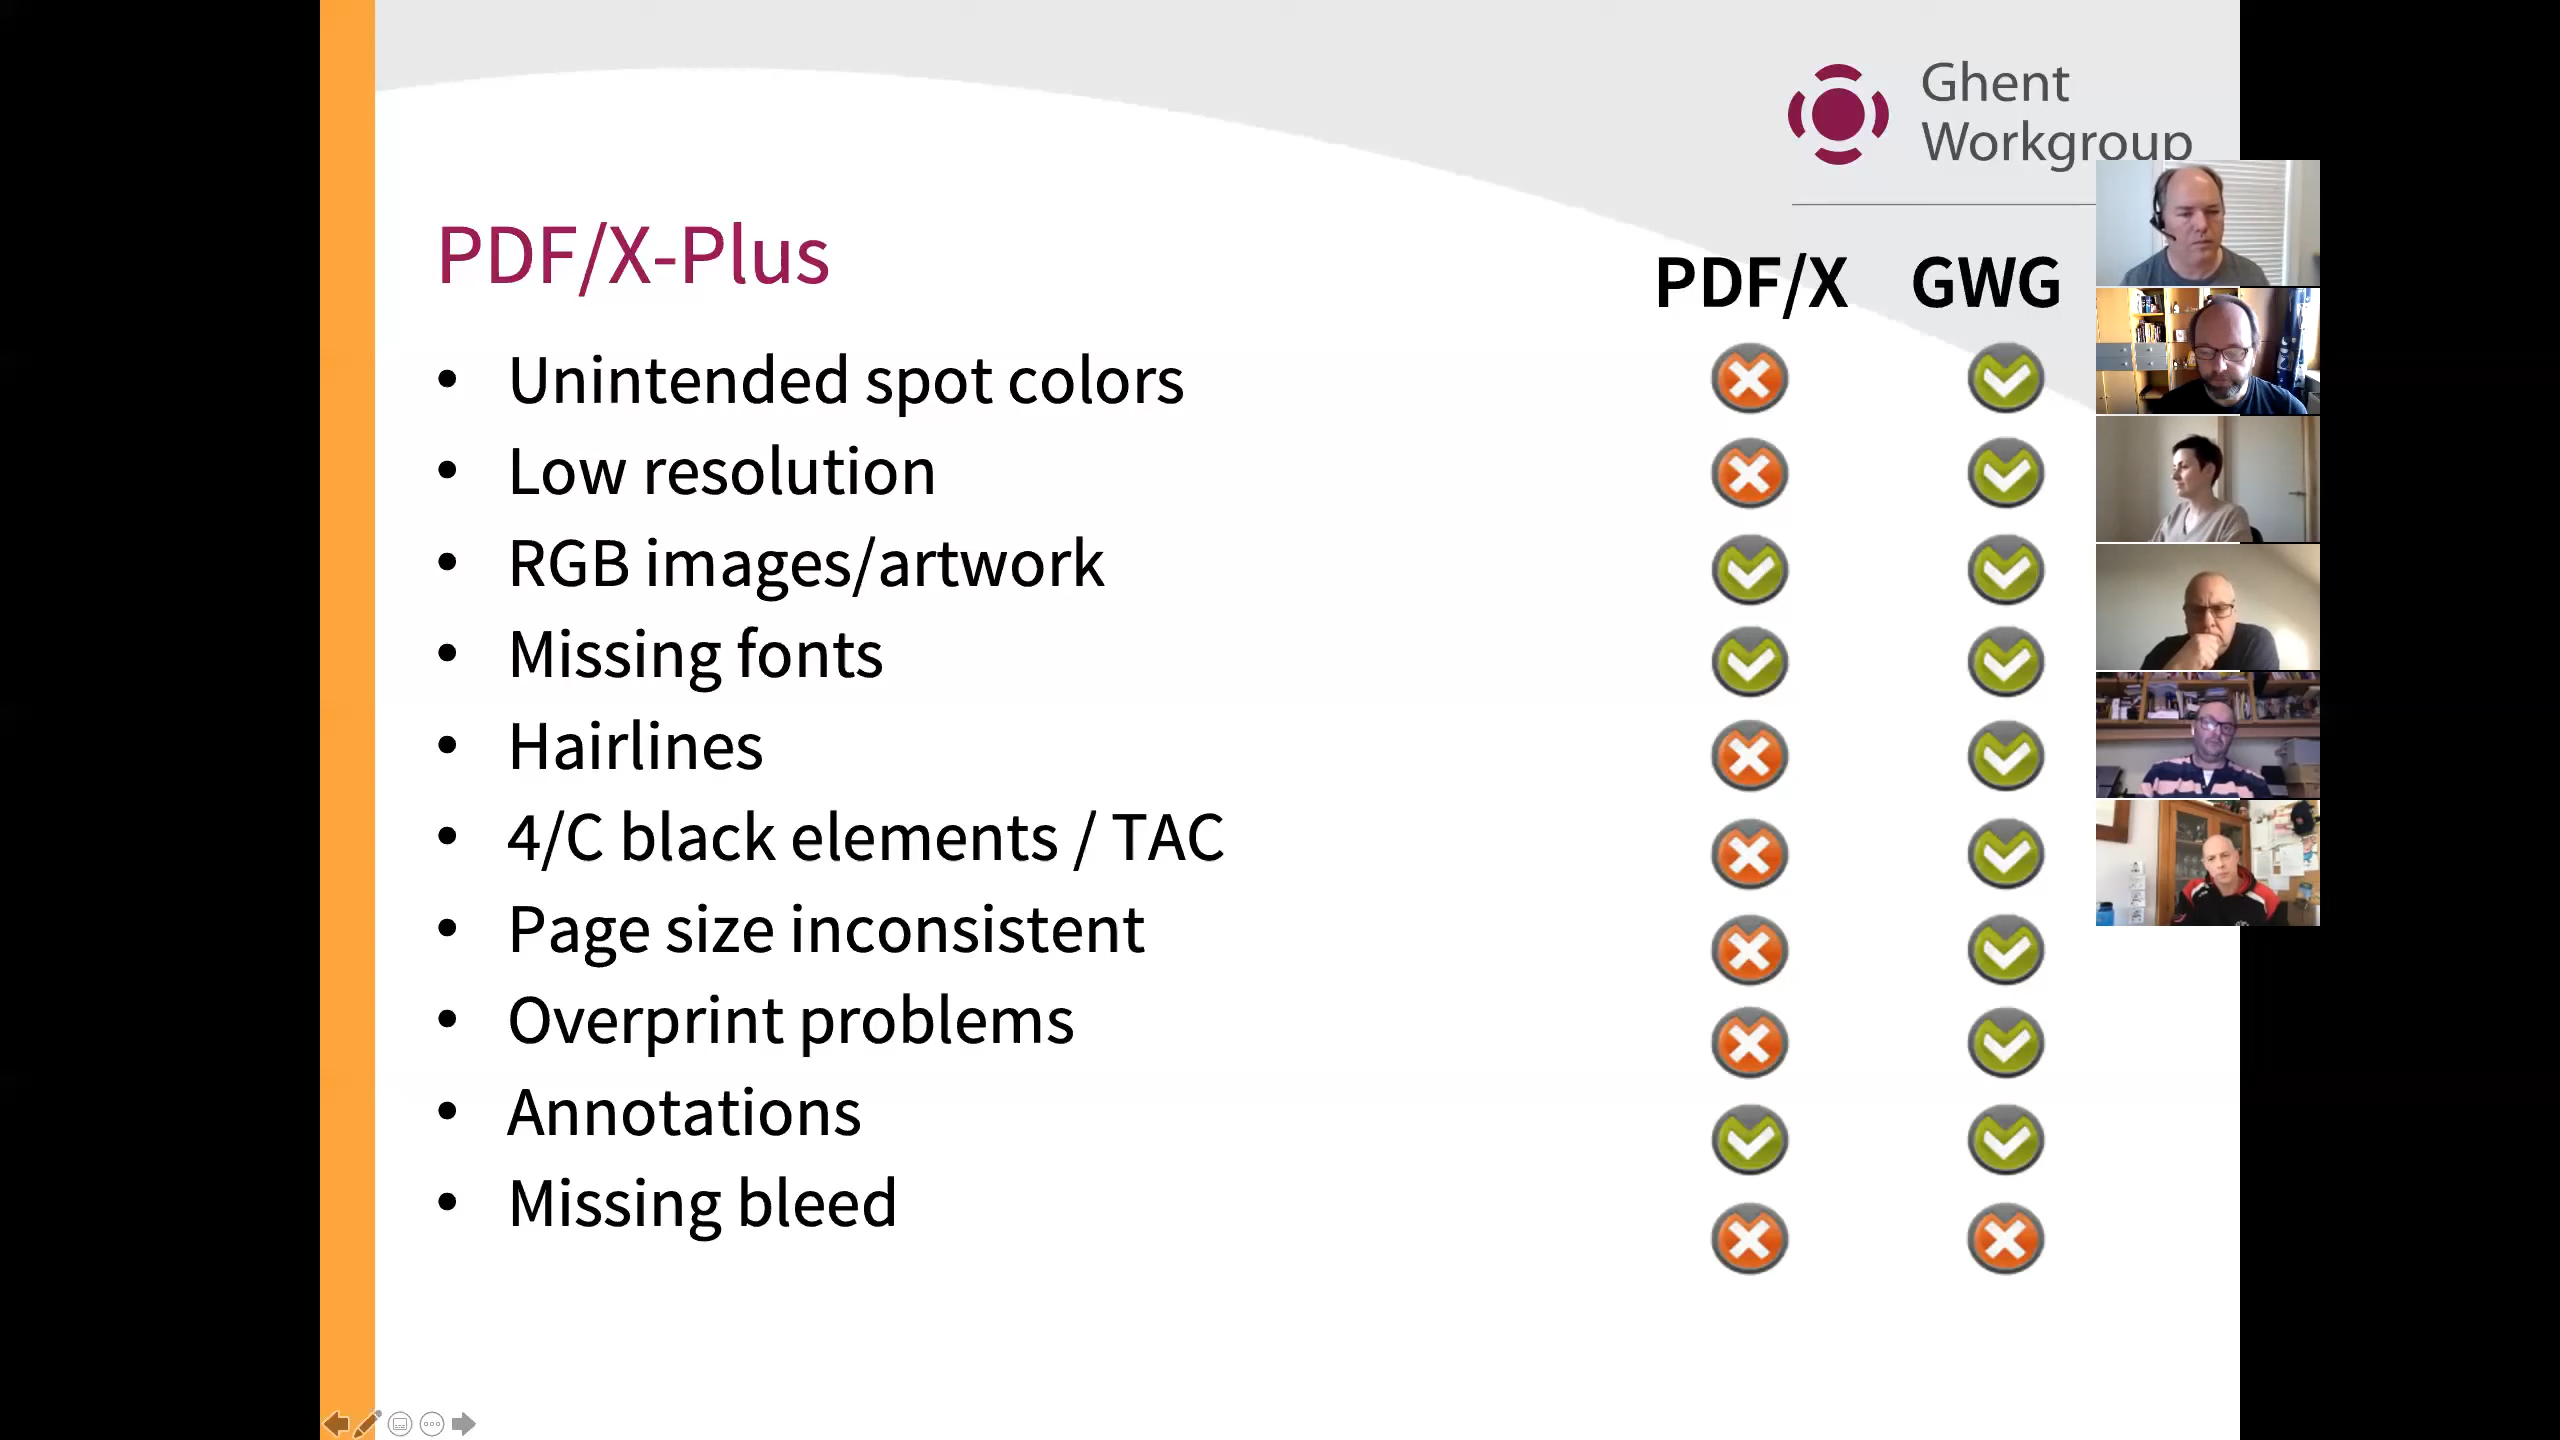 Ghent
Workgroup
PDF/X-Plus
PDF/X GWG
• Unintended spot colors
• Low resolution
• RGB images/artwork
• Missing fonts
• Hairlines
• 4/C black elements / TAC
• Page size inconsistent
• Overprint problems
• Annotations
• Missing bleed